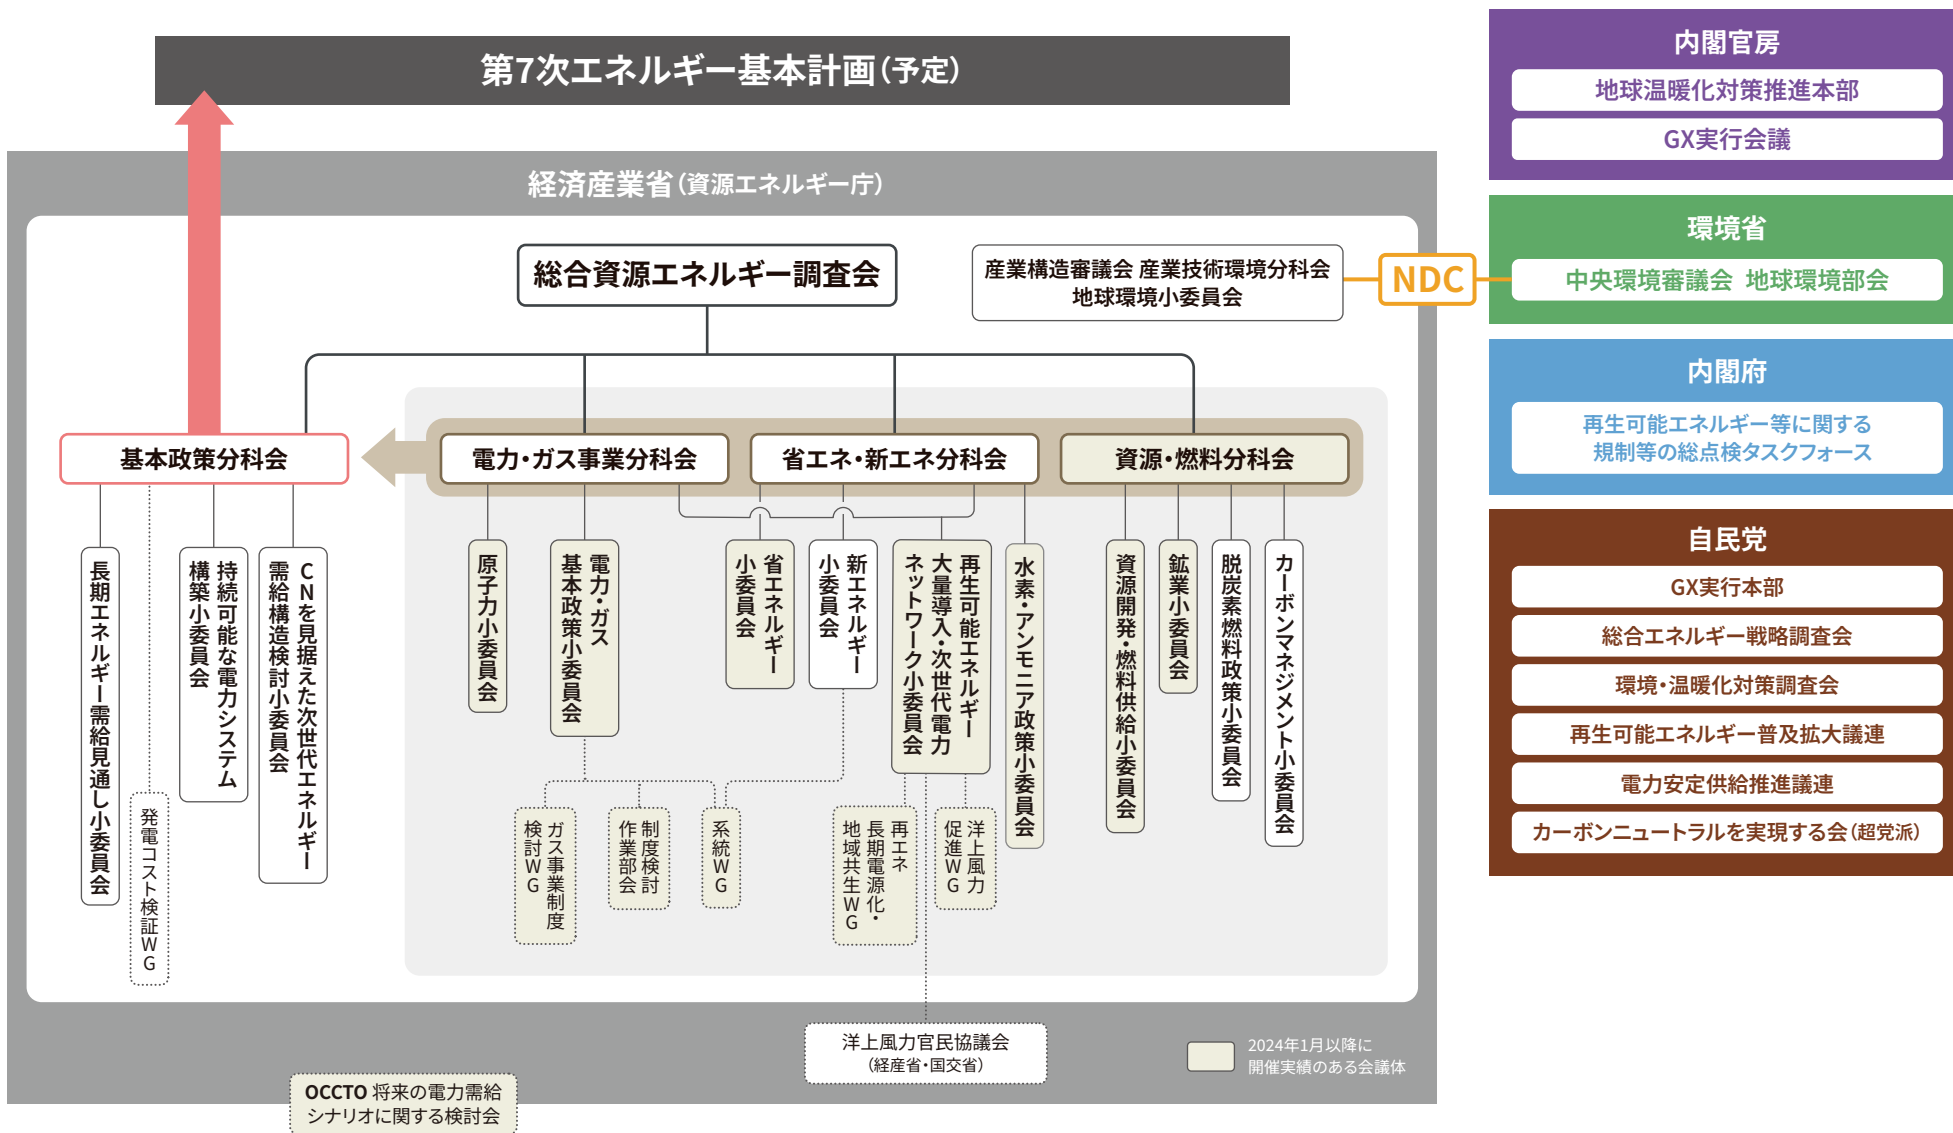 第7次エネルギー基本計画(予定)
経済産業省(資源エネルギー庁)
総合資源エネルギー調査会
産業構造審議会 産業技術環境分科会
地球環境小委員会
NDC
基本政策分科会
電力・ガス事業分科会
省エネ・新エネ分科会
資源・燃料分科会
長期エネルギー需給見通し小委員会
発電コスト検証WG
持続可能な電力システム
構築小委員会
CNを見据えた次世代エネルギー
需給構造検討小委員会
原子力小委員会
電力・ガス
基本政策小委員会
省エネルギー
小委員会
新エネルギー
小委員会
再生可能エネルギー
大量導入・次世代電力
ネットワーク小委員会
水素・アンモニア政策小委員会
資源開発・燃料供給小委員会
鉱業小委員会
脱炭素燃料政策小委員会
カーボンマネジメント小委員会
ガス事業制度
検討WG
制度検討
作業部会
系統WG
再エネ
長期電源化・
地域共生WG
洋上風力
促進WG
洋上風力官民協議会
(経産省・国交省)
2024年1月以降に
開催実績のある会議体
OCCTO 将来の電力需給
シナリオに関する検討会
内閣官房
地球温暖化対策推進本部
GX実行会議
環境省
中央環境審議会 地球環境部会
内閣府
再生可能エネルギー等に関する
規制等の総点検タスクフォース
自民党
GX実行本部
総合エネルギー戦略調査会
環境・温暖化対策調査会
再生可能エネルギー普及拡大議連
電力安定供給推進議連
カーボンニュートラルを実現する会(超党派)